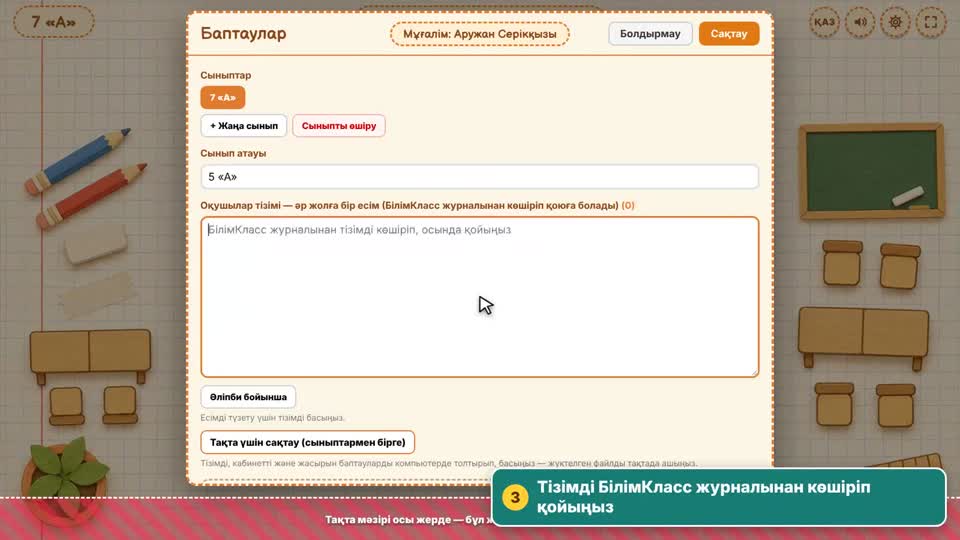 7 «А»
Баптаулар
Мұғалім: Аружан Серікқызы
Болдырмау
Сақтау
ҚАЗ
Сыныптар
7 «А»
+ Жаңа сынып
Сыныпты өшіру
Сынып атауы
5 «А»
Оқушылар тізімі — әр жолға бір есім (БілімКласс журналынан көшіріп қоюға болады) (0)
БілімКласс журналынан тізімді көшіріп, осында қойыңыз
Әліпби бойынша
Есімді түзету үшін тізімді басыңыз.
Тақта үшін сақтау (сыныптармен бірге)
Тізімді, кабинетті және жасырын баптауларды компьютерде толтырып, басыңыз — жүктелген файлды тақтада ашыңыз.
3 Тізімді БілімКласс журналынан көшіріп
қойыңыз
Тақта мәзірі осы жерде — бұл